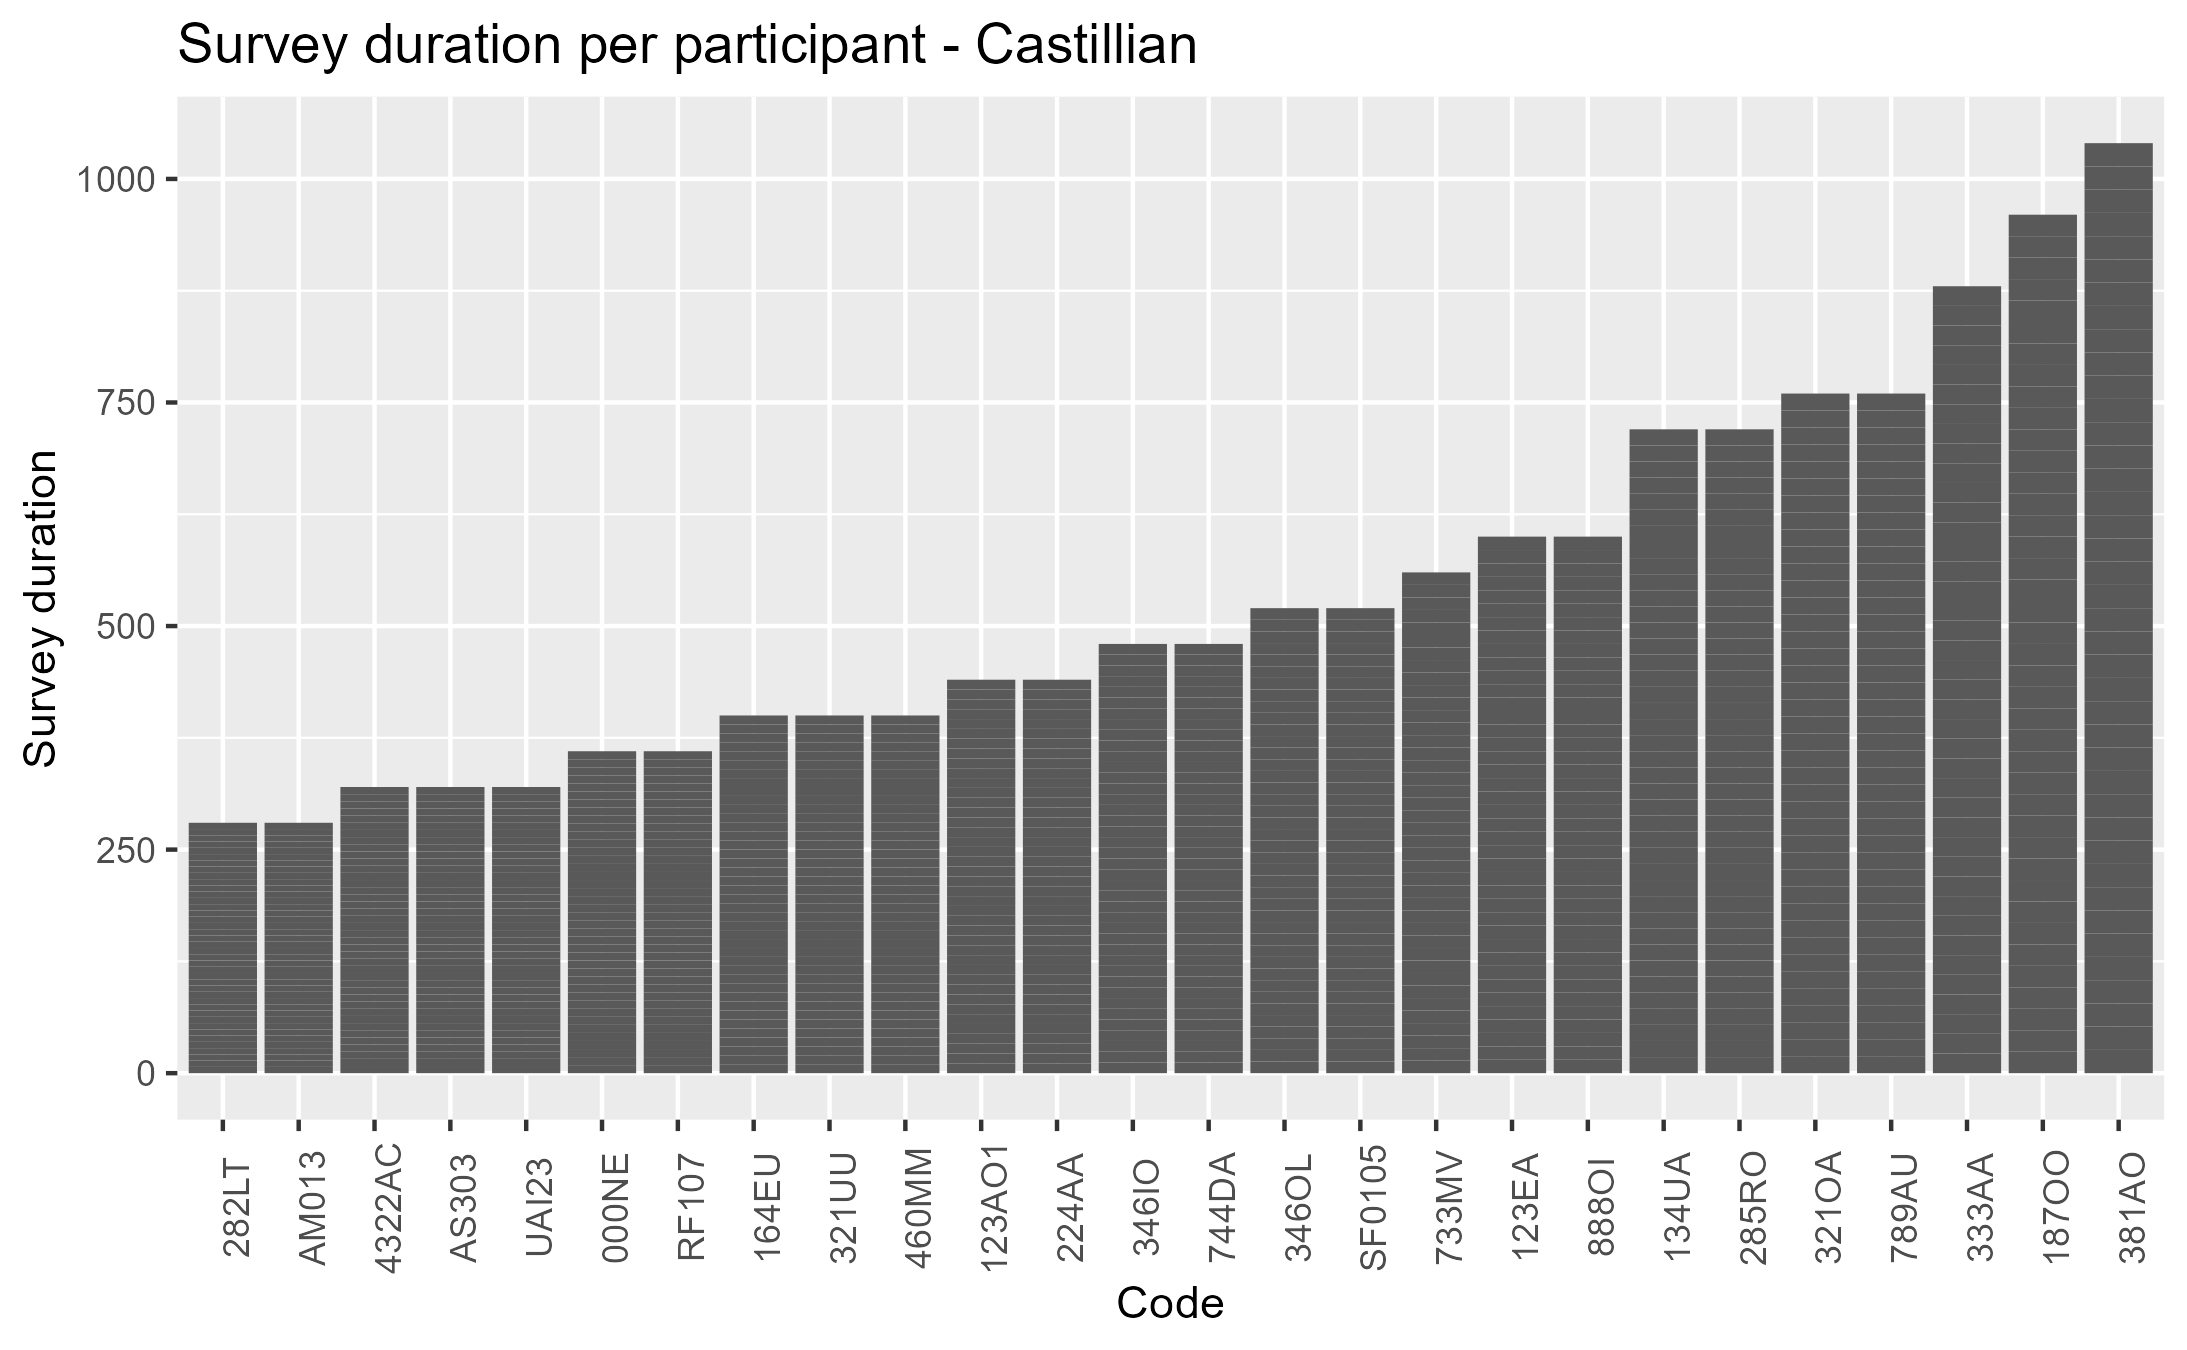 Survey duration per participant - Castillian
Survey duration
1000
750
500
250
0
282LT
AM013
4322AC
AS303
UAI23
000NE
RF107
164EU
321UU
460MM
123AO1
224AA
346IO
744DA
346OL
SF0105
733MV
123EA
888OI
134UA
285RO
321OA
789AU
333AA
187OO
381AO
Code